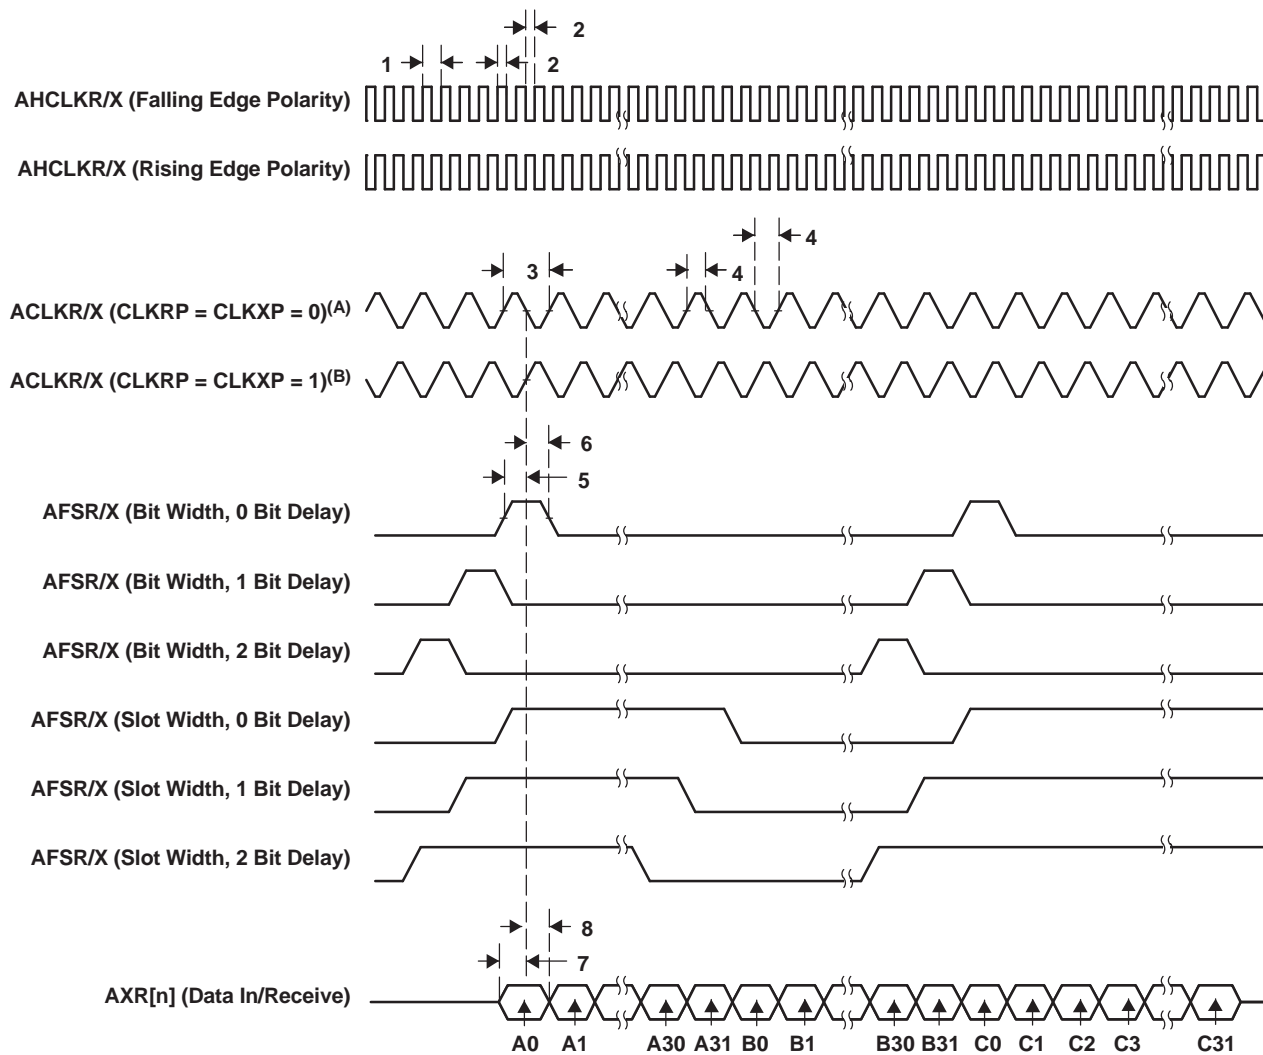 2
1
2
AHCLKR/X (Falling Edge Polarity)
AHCLKR/X (Rising Edge Polarity)
4
3
4
ACLKR/X (CLKRP = CLKXP = 0)(A)
ACLKR/X (CLKRP = CLKXP = 1)(B)
6
5
AFSR/X (Bit Width, 0 Bit Delay)
AFSR/X (Bit Width, 1 Bit Delay)
AFSR/X (Bit Width, 2 Bit Delay)
AFSR/X (Slot Width, 0 Bit Delay)
AFSR/X (Slot Width, 1 Bit Delay)
AFSR/X (Slot Width, 2 Bit Delay)
8
7
AXR[n] (Data In/Receive)
A0 A1 A30 A31 B0 B1 B30 B31 C0 C1 C2 C3 C31